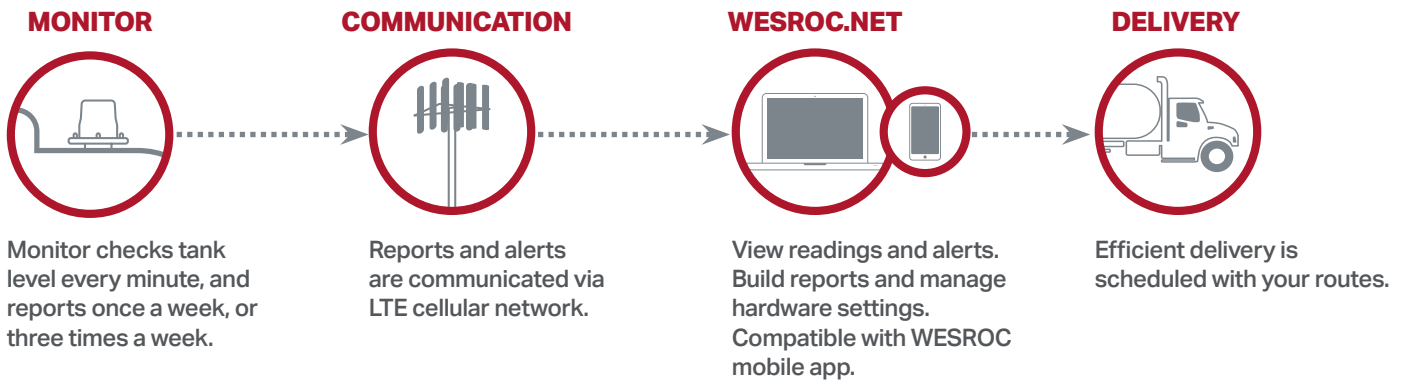 MONITOR
Monitor checks tank
level every minute, and
reports once a week, or
three times a week.
COMMUNICATION
Reports and alerts
are communicated via
LTE cellular network.
WESROC.NET
View readings and alerts.
Build reports and manage
hardware settings.
Compatible with WESROC
mobile app.
DELIVERY
Efficient delivery is
scheduled with your routes.